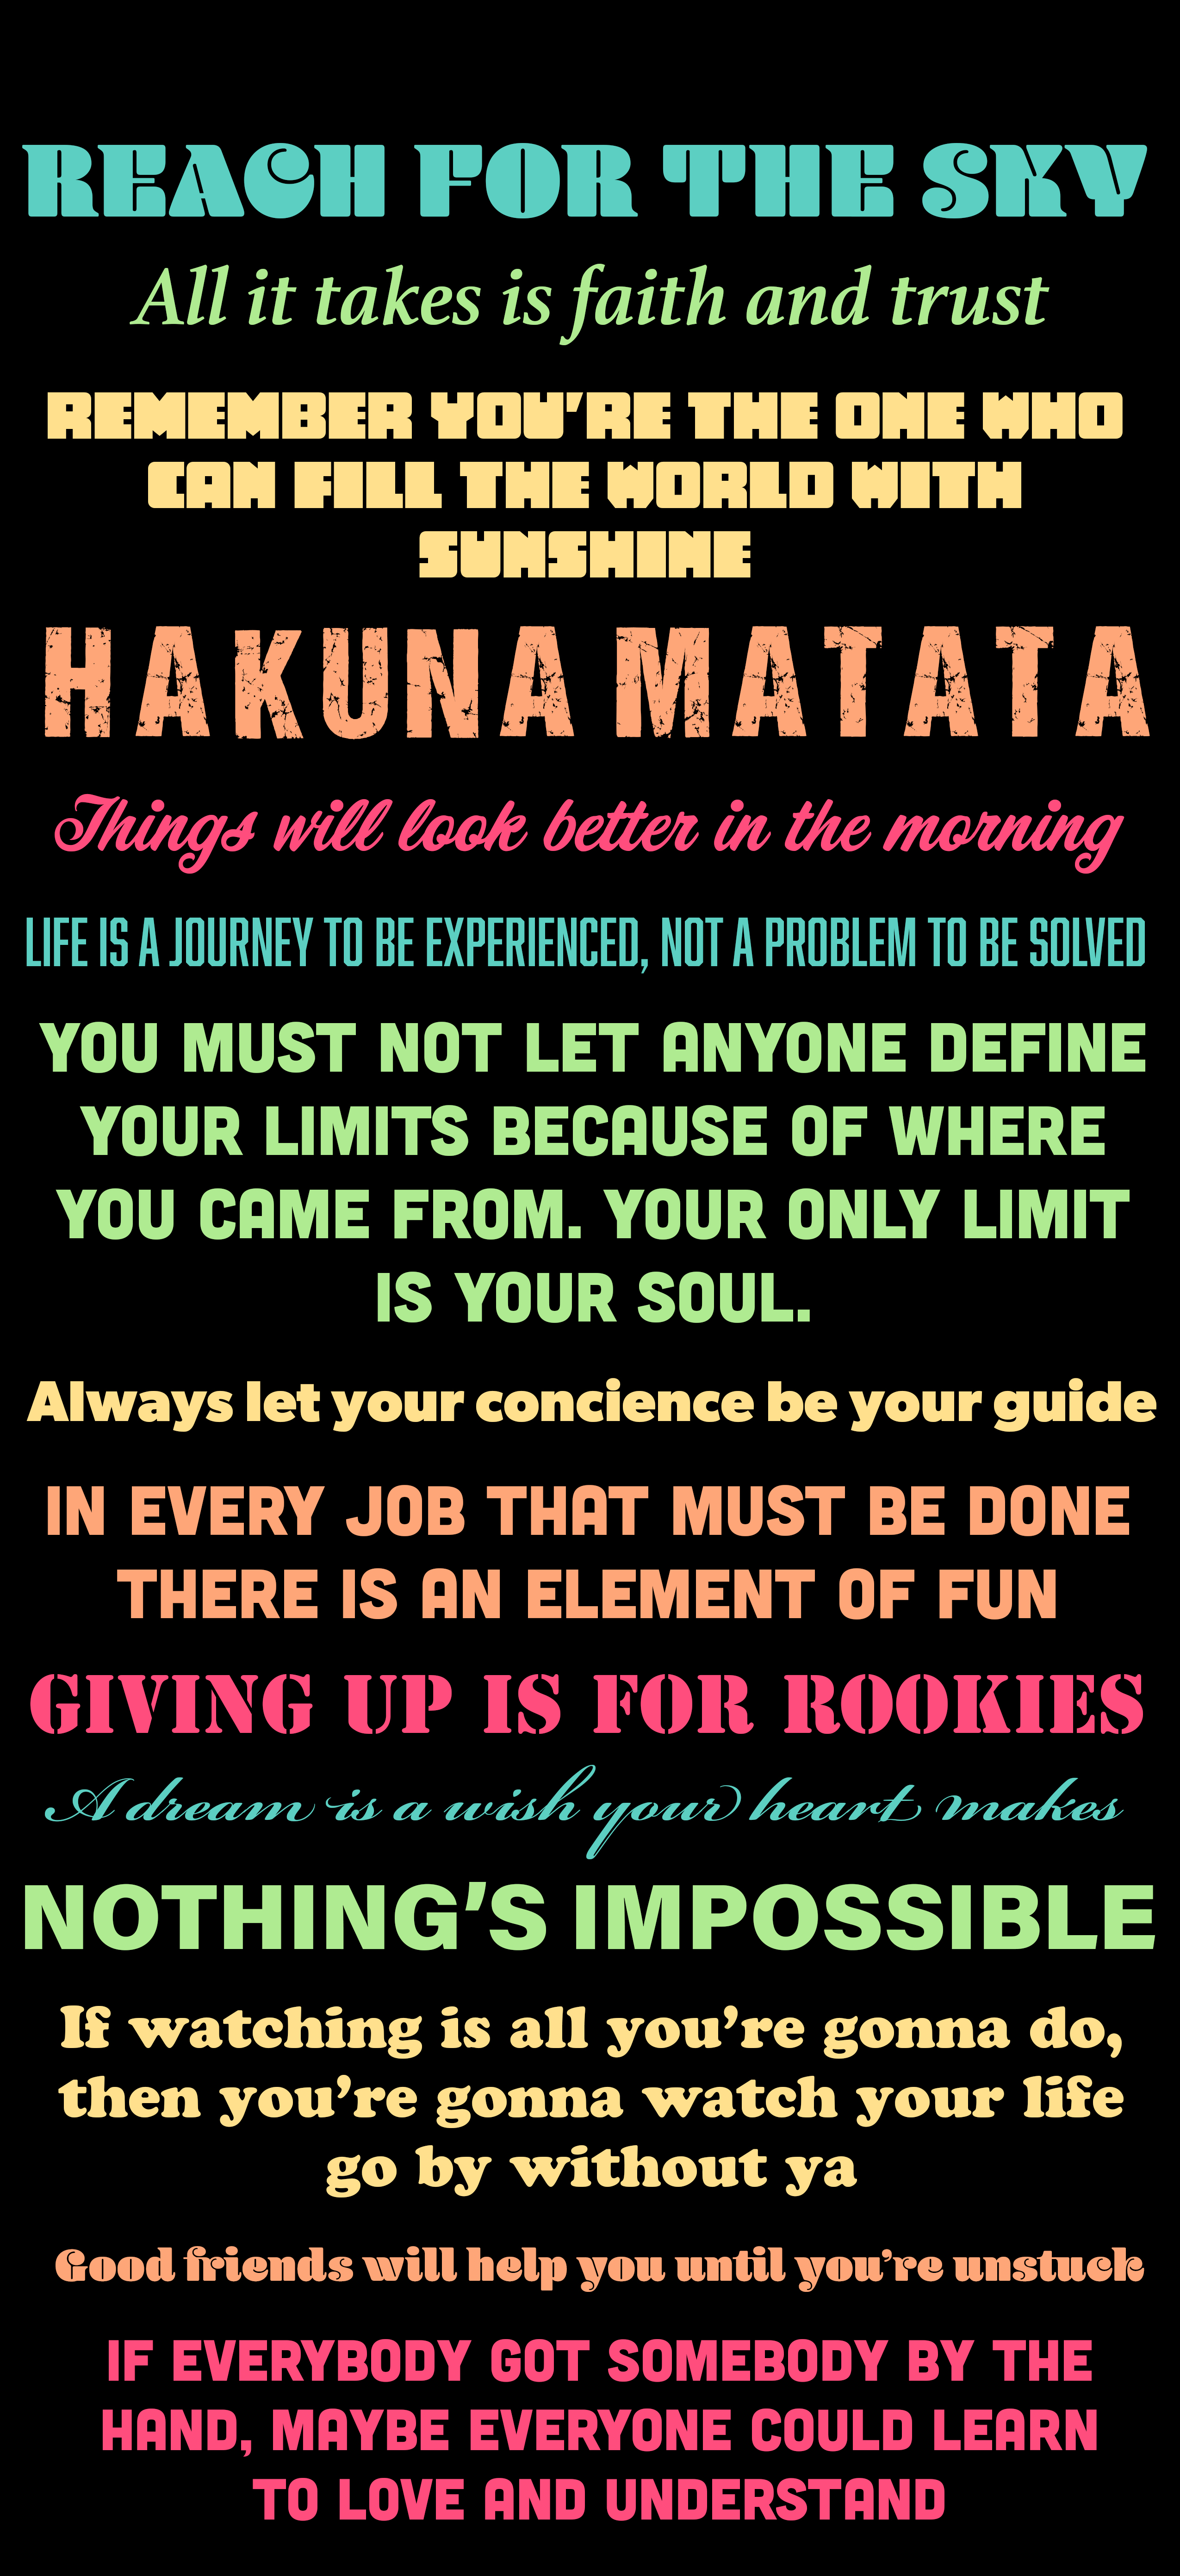 REACH FOR THE SKY
All it takes is faith and trust
REMEMBER YOU'RE THE ONE WHO
CAN FILL THE WORLD WITH
SUNSHINE
HAKUNA MATATA
Things will look better in the morning
LIFE IS A JOURNEY TO BE EXPERIENCED, NOT A PROBLEM TO BE SOLVED
YOU MUST NOT LET ANYONE DEFINE
YOUR LIMITS BECAUSE OF WHERE
YOU CAME FROM. YOUR ONLY LIMIT
IS YOUR SOUL.
Always let your concience be your guide
IN EVERY JOB THAT MUST BE DONE
THERE IS AN ELEMENT OF FUN
GIVING UP IS FOR ROOKIES
A dream is a wish your heart makes
NOTHING'S IMPOSSIBLE
If watching is all you're gonna do,
then you're gonna watch your life
go by without ya
Good friends will help you until you're unstuck
IF EVERYBODY GOT SOMEBODY BY THE
HAND, MAYBE EVERYONE COULD LEARN
TO LOVE AND UNDERSTAND